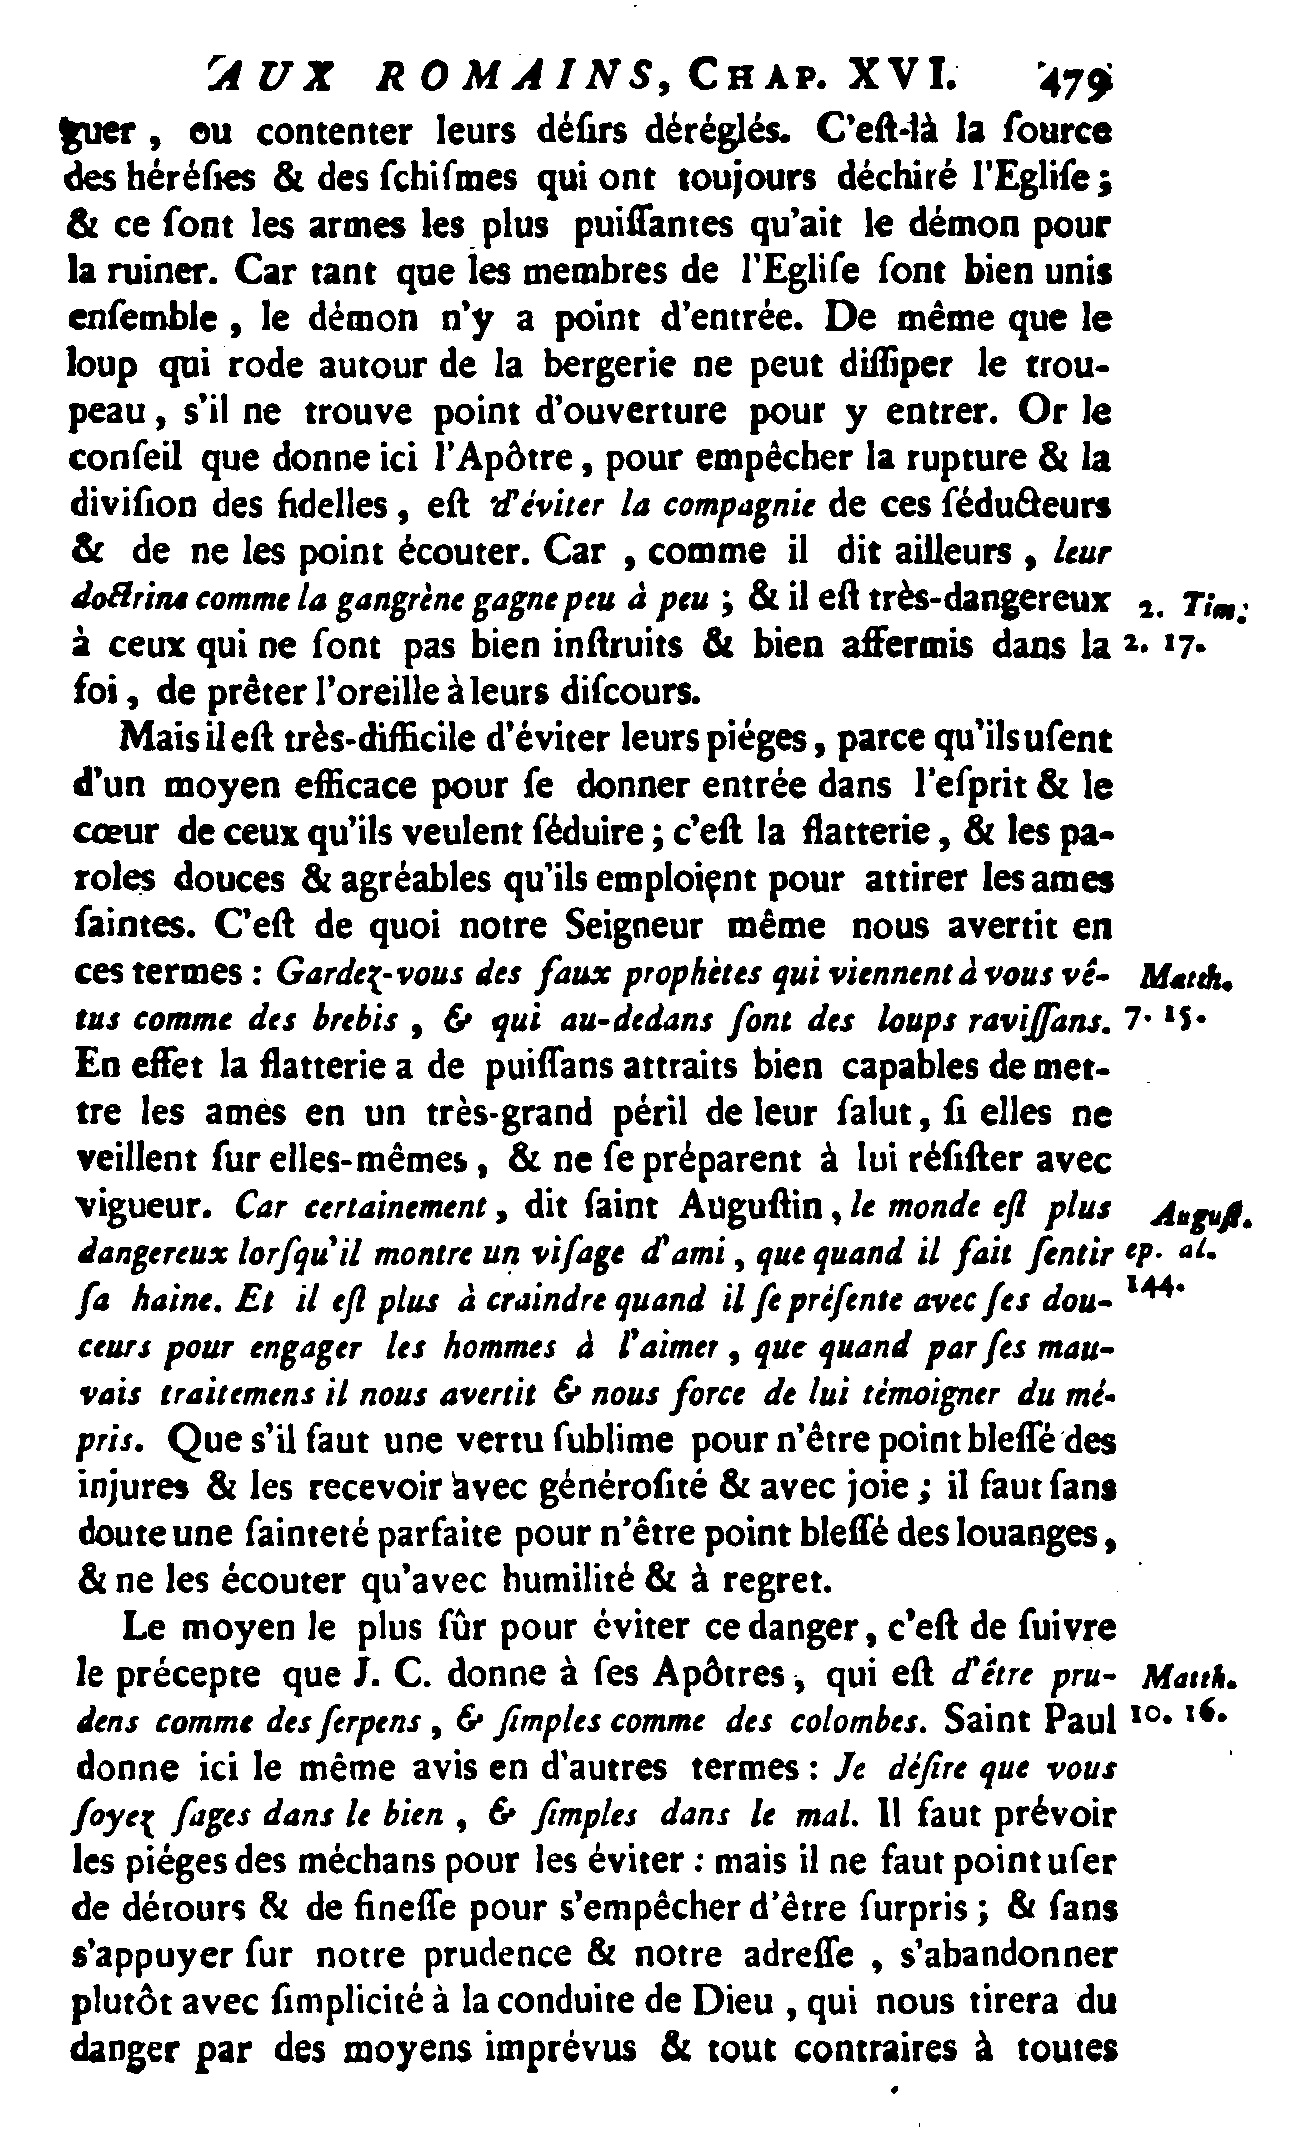 AUX ROMAINS, CHAP. XVI. 479
guer, ou contenter leurs déſirs déréglés. C'eſt-là la ſource
des héréſies & des ſchiſmes qui ont toujours déchiré l'Egliſe;
& ce ſont les armes les plus puiſſantes qu'ait le démon pour
la ruiner. Car tant que les membres de l'Egliſe ſont bien unis
enſemble, le démon n'y a point d'entrée. De même que le
loup qui rode autour de la bergerie ne peut diſſiper le trou-
peau, s'il ne trouve point d'ouverture pour y entrer. Or le
conſeil que donne ici l'Apôtre, pour empêcher la rupture & la
diviſion des fidelles, eſt d'éviter la compagnie de ces ſéducteurs
& de ne les point écouter. Car, comme il dit ailleurs, leur
doctrine comme la gangrène gagne peu à peu; & il eſt très-dangereux
2. Tim.
à ceux qui ne ſont pas bien inſtruits & bien affermis dans la
2. 17.
foi, de prêter l'oreille à leurs diſcours.
Mais il eſt très-difficile d'éviter leurs piéges, parce qu'ils uſent
d'un moyen efficace pour ſe donner entrée dans l'eſprit & le
cœur de ceux qu'ils veulent ſéduire; c'eſt la flatterie, & les pa-
roles douces & agréables qu'ils emploient pour attirer les ames
ſaintes. C'eſt de quoi notre Seigneur même nous avertit en
ces termes: Gardez-vous des faux prophètes qui viennent à vous vê-
Matth.
tus comme des brebis, & qui au-dedans ſont des loups raviſſans.
7. 15.
En effet la flatterie a de puiſſans attraits bien capables de met-
tre les ames en un très-grand péril de leur ſalut, ſi elles ne
veillent ſur elles-mêmes, & ne ſe préparent à lui réſiſter avec
vigueur. Car certainement, dit ſaint Auguſtin, le monde eſt plus
Auguſt.
dangereux lorſqu'il montre un viſage d'ami, que quand il fait ſentir
ep. al.
ſa haine. Et il eſt plus à craindre quand il ſe préſente avec ſes dou-
144.
ceurs pour engager les hommes à l'aimer, que quand par ſes mau-
vais traitemens il nous avertit & nous force de lui témoigner du mé-
pris. Que s'il faut une vertu ſublime pour n'être point bleſſé des
injures & les recevoir avec généroſité & avec joie; il faut ſans
doute une ſainteté parfaite pour n'être point bleſſé des louanges,
& ne les écouter qu'avec humilité & à regret.
Le moyen le plus ſûr pour éviter ce danger, c'eſt de ſuivre
le précepte que J. C. donne à ſes Apôtres, qui eſt d'être pru-
Matth.
dens comme des ſerpens, & ſimples comme des colombes. Saint Paul
10. 16.
donne ici le même avis en d'autres termes: Je déſire que vous
ſoyez ſages dans le bien, & ſimples dans le mal. Il faut prévoir
les piéges des méchans pour les éviter: mais il ne faut point uſer
de détours & de fineſſe pour s'empêcher d'être ſurpris; & ſans
s'appuyer ſur notre prudence & notre adreſſe, s'abandonner
plutôt avec ſimplicité à la conduite de Dieu, qui nous tirera du
danger par des moyens imprévus & tout contraires à toutes